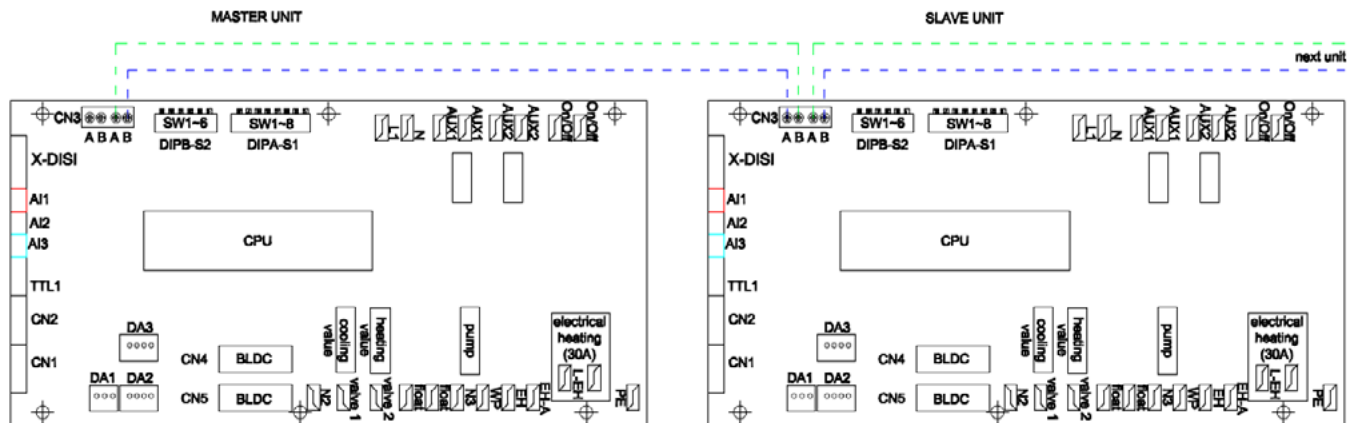 MASTER UNIT
SLAVE UNIT
next unit
CN3
A B A B
SW1~6
DIPB-S2
SW1~8
DIPA-S1
L1
N
AUX1
AUX1
AUX2
AUX2
On/Off
On/Off
X-DISI
AI1
AI2
AI3
TTL1
CN2
CN1
CPU
DA3
DA1
DA2
CN4
BLDC
CN5
BLDC
cooling
value
heating
value
pump
electrical
heating
(30A)
L-EH
N2
valve 1
valve 2
float
float
N3
WP
EH
EH-A
PE
CN3
A B A B
SW1~6
DIPB-S2
SW1~8
DIPA-S1
L1
N
AUX1
AUX1
AUX2
AUX2
On/Off
On/Off
X-DISI
AI1
AI2
AI3
TTL1
CN2
CN1
CPU
DA3
DA1
DA2
CN4
BLDC
CN5
BLDC
cooling
value
heating
value
pump
electrical
heating
(30A)
L-EH
N2
valve 1
valve 2
float
float
N3
WP
EH
EH-A
PE